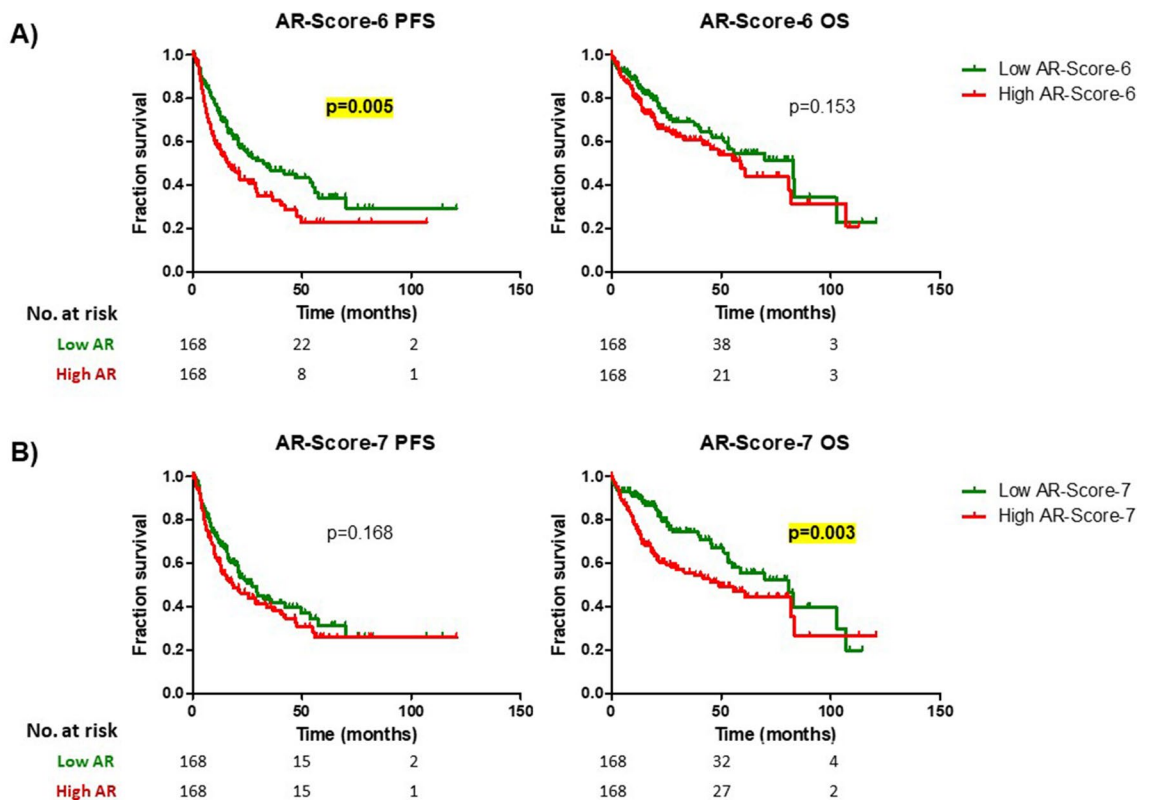 A)
AR-Score-6 PFS
1.0
0.8
0.6
0.4
0.2
0.0
Fraction survival
p=0.005
0 50 100 150
Time (months)
AR-Score-6 OS
1.0
0.8
0.6
0.4
0.2
0.0
Fraction survival
p=0.153
0 50 100 150
Time (months)
Low AR-Score-6
High AR-Score-6
No. at risk
Low AR 168 22 2 168 38 3
High AR 168 8 1 168 21 3
B)
AR-Score-7 PFS
1.0
0.8
0.6
0.4
0.2
0.0
Fraction survival
p=0.168
0 50 100 150
Time (months)
AR-Score-7 OS
1.0
0.8
0.6
0.4
0.2
0.0
Fraction survival
p=0.003
0 50 100 150
Time (months)
Low AR-Score-7
High AR-Score-7
No. at risk
Low AR 168 15 2 168 32 4
High AR 168 15 1 168 27 2